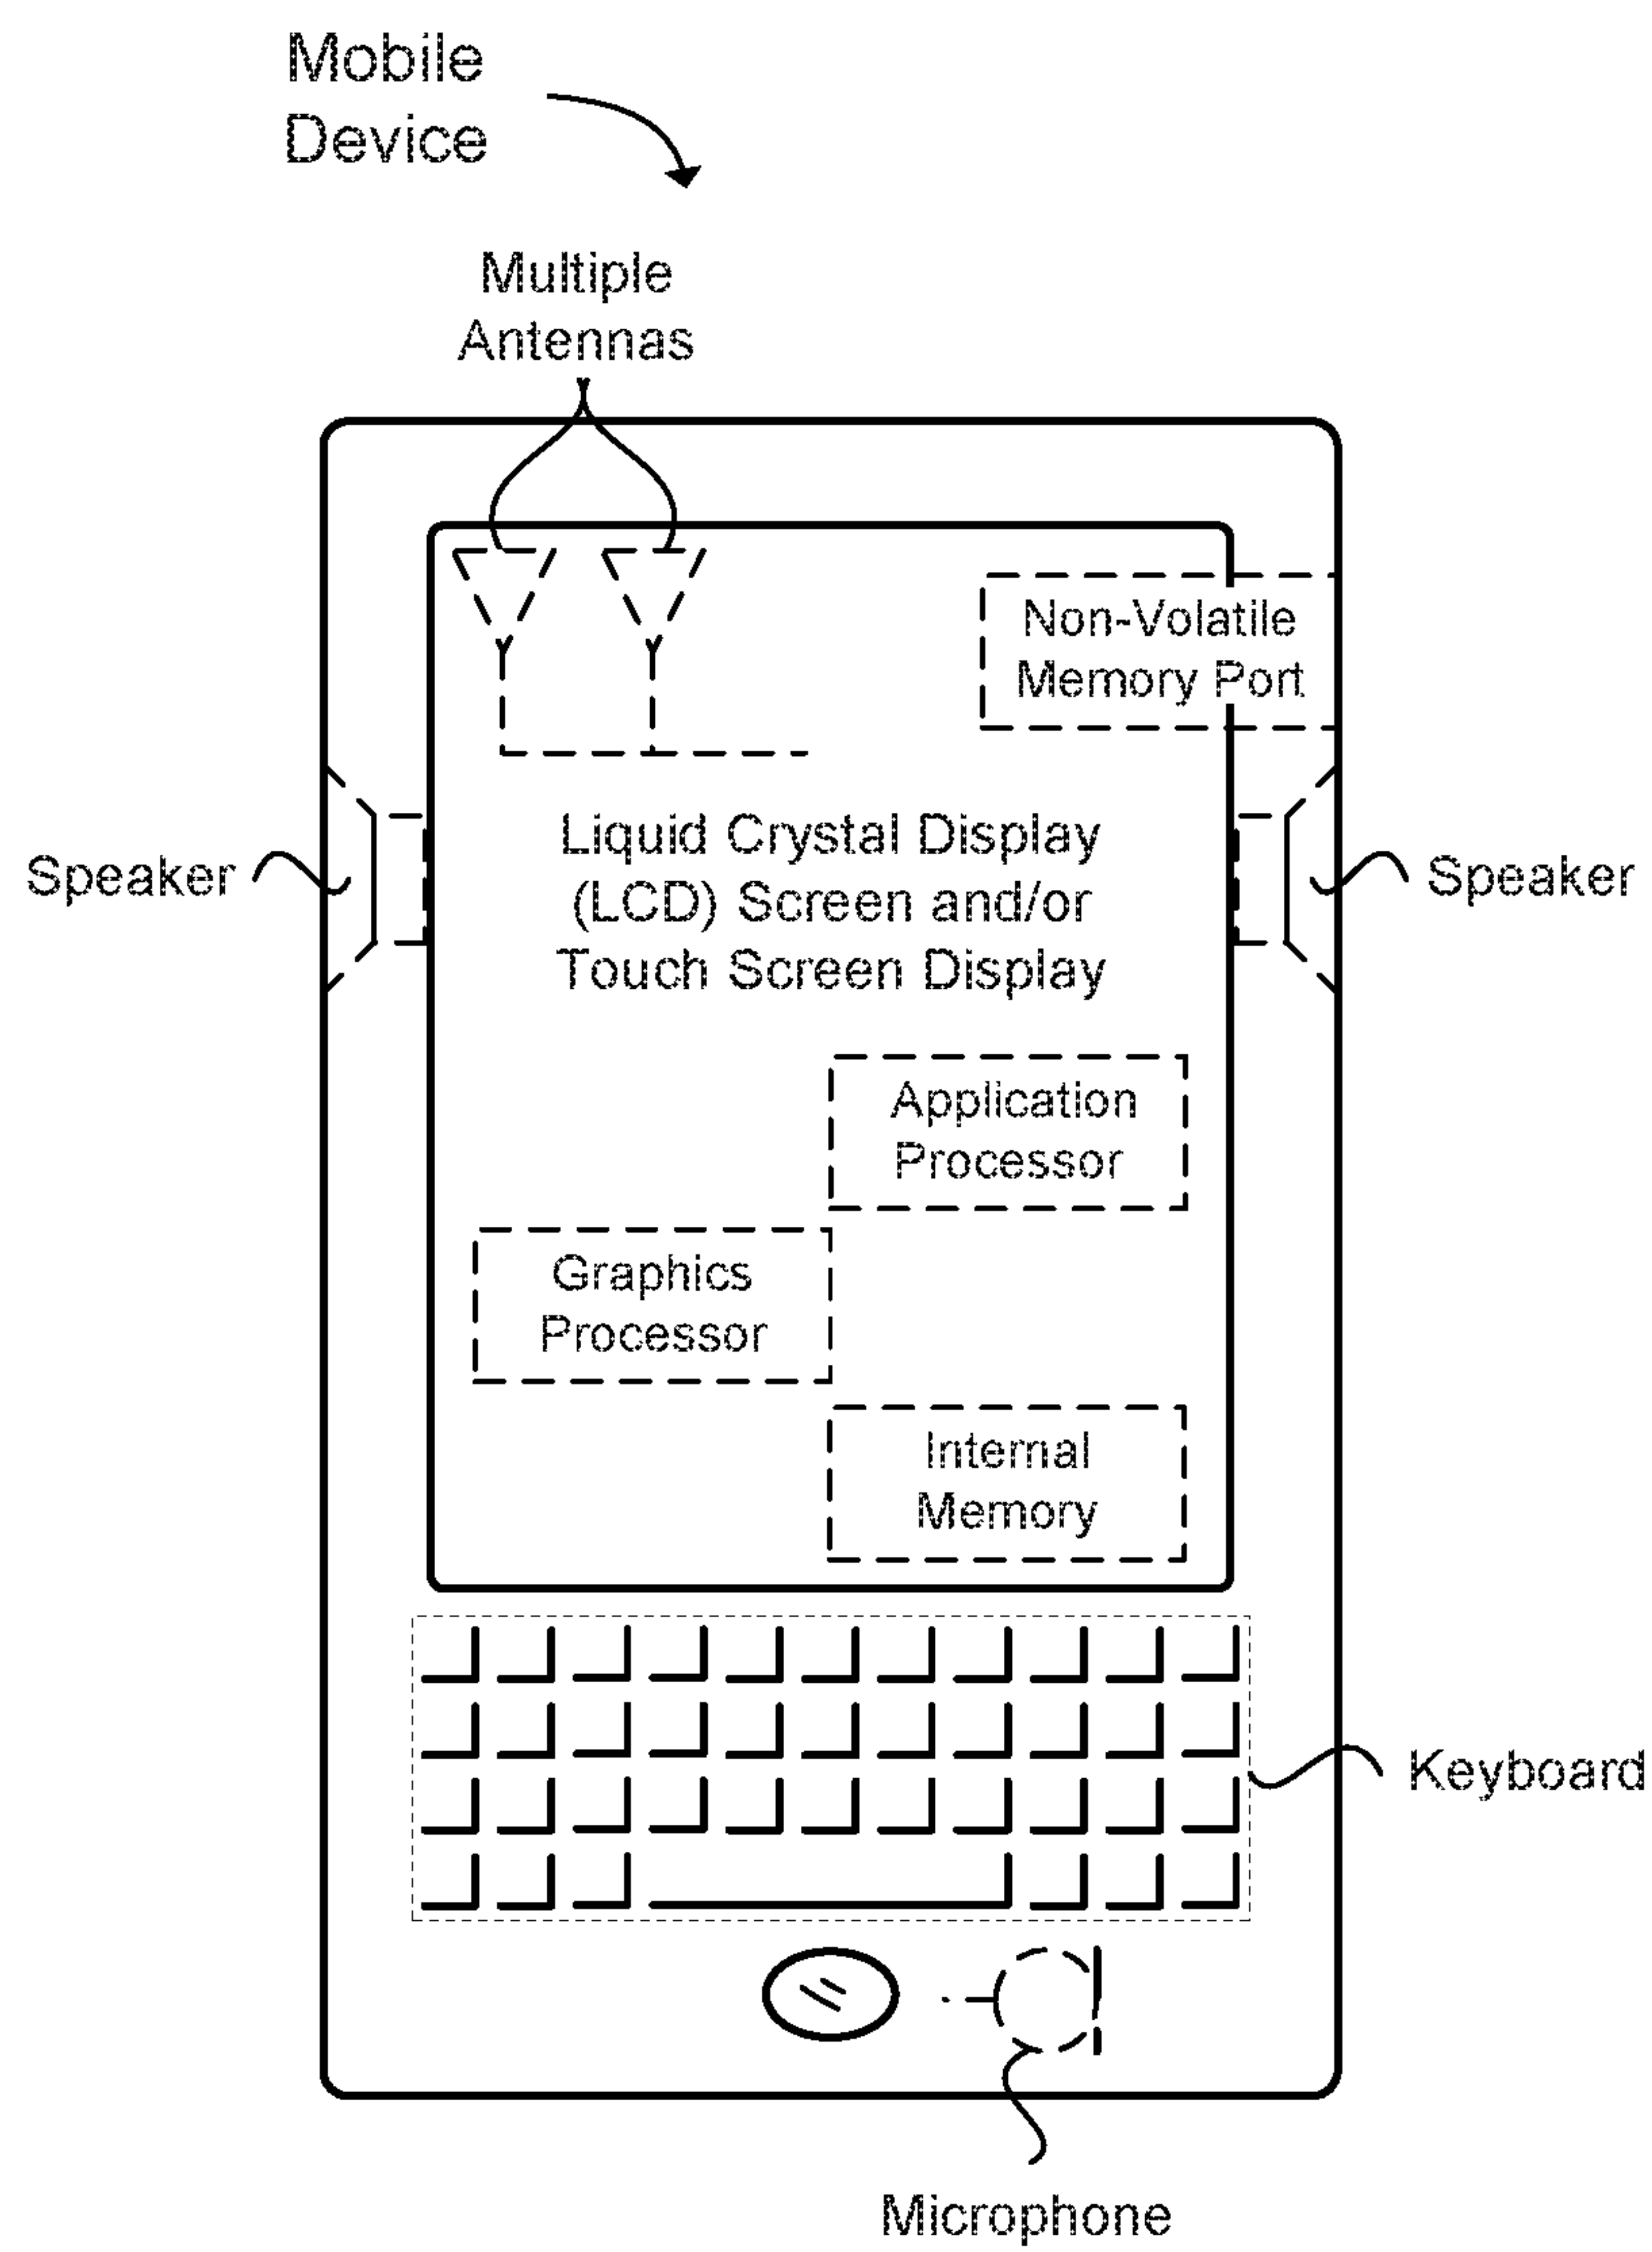 Mobile
Device
Multiple
Antennas
Non-Volatile
Memory Port
Liquid Crystal Display
(LCD) Screen and/or
Touch Screen Display
Speaker
Speaker
Application
Processor
Graphics
Processor
Internal
Memory
Keyboard
Microphone